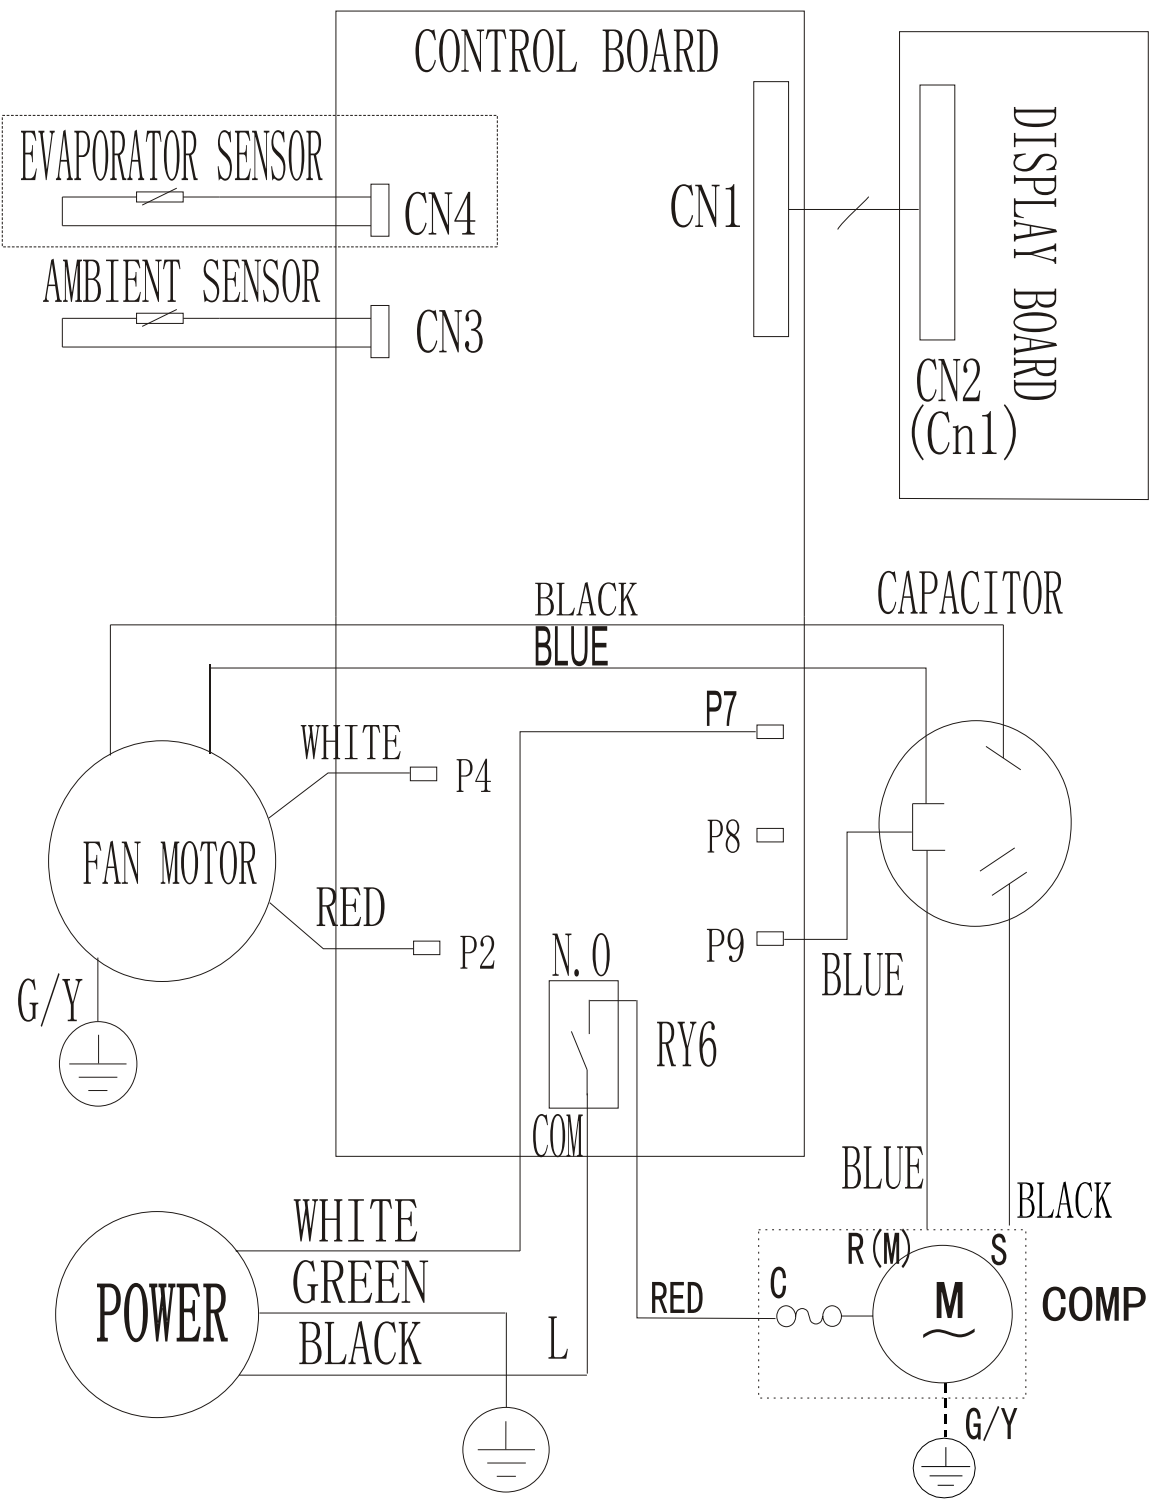 CONTROL BOARD
EVAPORATOR SENSOR
CN4
CN1
DISPLAY BOARD
AMBIENT SENSOR
CN3
CN2
(Cn1)
BLACK
CAPACITOR
BLUE
P7
WHITE
P4
P8
FAN MOTOR
RED
P2
N.O
P9
BLUE
G/Y
RY6
COM
BLUE
BLACK
WHITE
R(M)
S
GREEN
C
POWER
RED
M
COMP
BLACK
L
G/Y